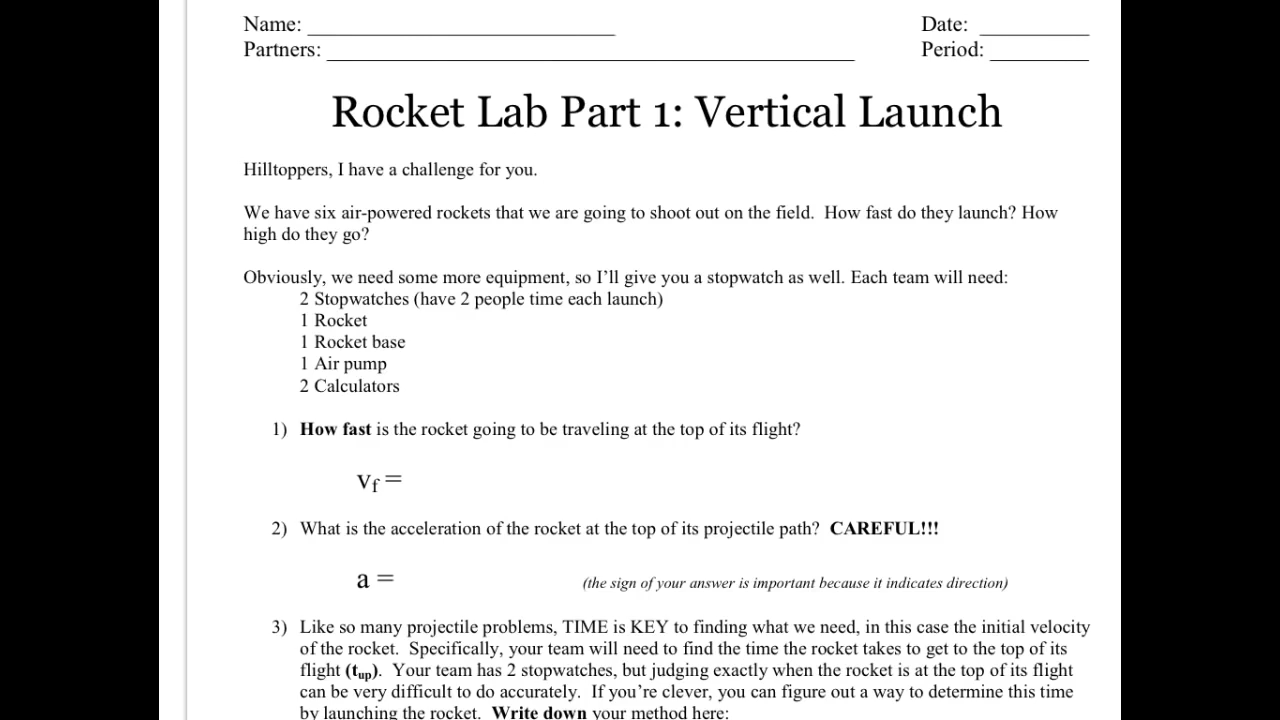 Name: ____________________________ Date: __________
Partners: ________________________________________________ Period: _________
Rocket Lab Part 1: Vertical Launch
Hilltoppers, I have a challenge for you.
We have six air-powered rockets that we are going to shoot out on the field.  How fast do they launch? How
high do they go?
Obviously, we need some more equipment, so I’ll give you a stopwatch as well. Each team will need:
2 Stopwatches (have 2 people time each launch)
1 Rocket
1 Rocket base
1 Air pump
2 Calculators
1) How fast is the rocket going to be traveling at the top of its flight?
vf =
2) What is the acceleration of the rocket at the top of its projectile path?  CAREFUL!!!
a = (the sign of your answer is important because it indicates direction)
3) Like so many projectile problems, TIME is KEY to finding what we need, in this case the initial velocity
of the rocket.  Specifically, your team will need to find the time the rocket takes to get to the top of its
flight (tup).  Your team has 2 stopwatches, but judging exactly when the rocket is at the top of its flight
can be very difficult to do accurately.  If you’re clever, you can figure out a way to determine this time
by launching the rocket.  Write down your method here: